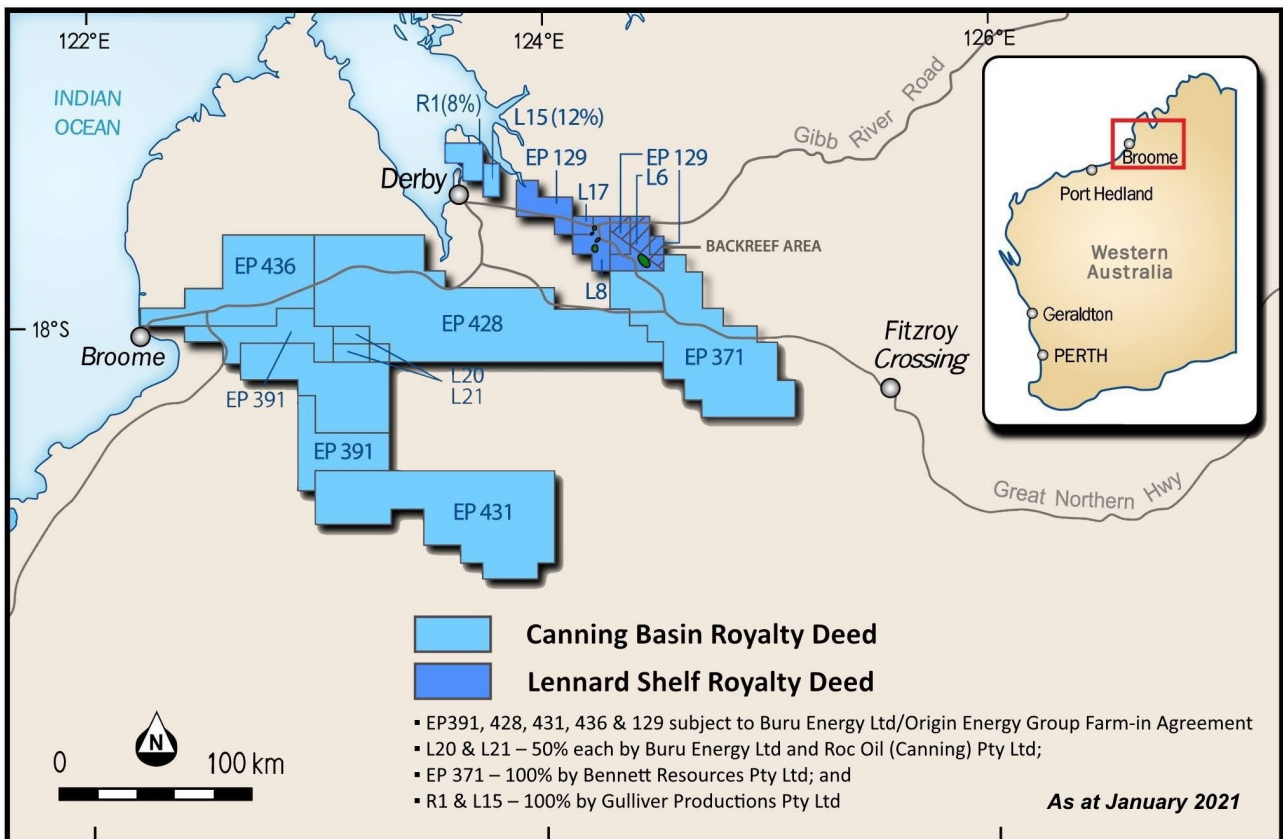 122°E
124°E
126°E
INDIAN
OCEAN
R1(8%)
L15(12%)
EP 129
EP 129
L6
L17
Gibb River Road
Derby
BACKREEF AREA
L8
EP 436
EP 428
18°S
Broome
L20
L21
EP 391
EP 371
Fitzroy
Crossing
EP 391
EP 431
Great Northern Hwy
Broome
Port Hedland
Western
Australia
Geraldton
PERTH
Canning Basin Royalty Deed
Lennard Shelf Royalty Deed
▪ EP391, 428, 431, 436 & 129 subject to Buru Energy Ltd/Origin Energy Group Farm-in Agreement
▪ L20 & L21 – 50% each by Buru Energy Ltd and Roc Oil (Canning) Pty Ltd;
▪ EP 371 – 100% by Bennett Resources Pty Ltd; and
▪ R1 & L15 – 100% by Gulliver Productions Pty Ltd
N
0 100 km
As at January 2021